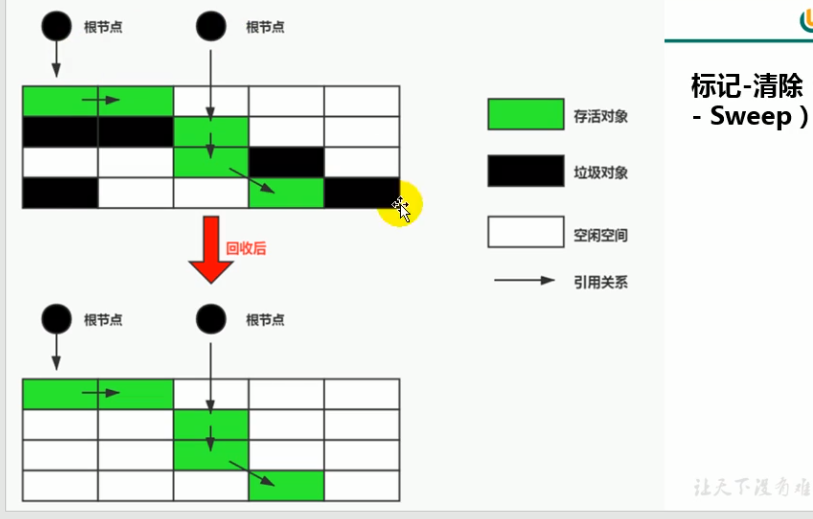 根节点
根节点
存活对象
垃圾对象
空闲空间
引用关系
回收后
根节点
根节点
标记-清除
- Sweep）
让天下没有难